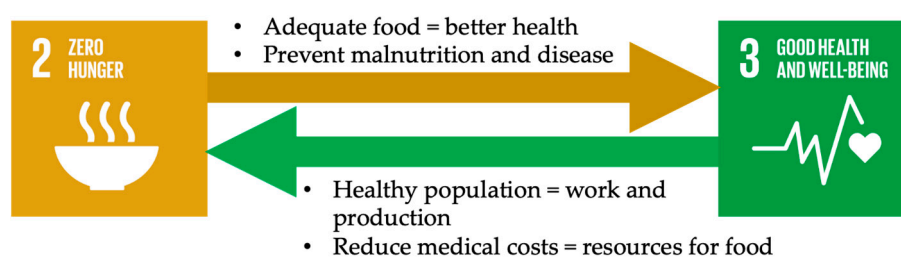 • Adequate food = better health
• Prevent malnutrition and disease
2 ZERO
HUNGER
3 GOOD HEALTH
AND WELL-BEING
• Healthy population = work and
production
• Reduce medical costs = resources for food